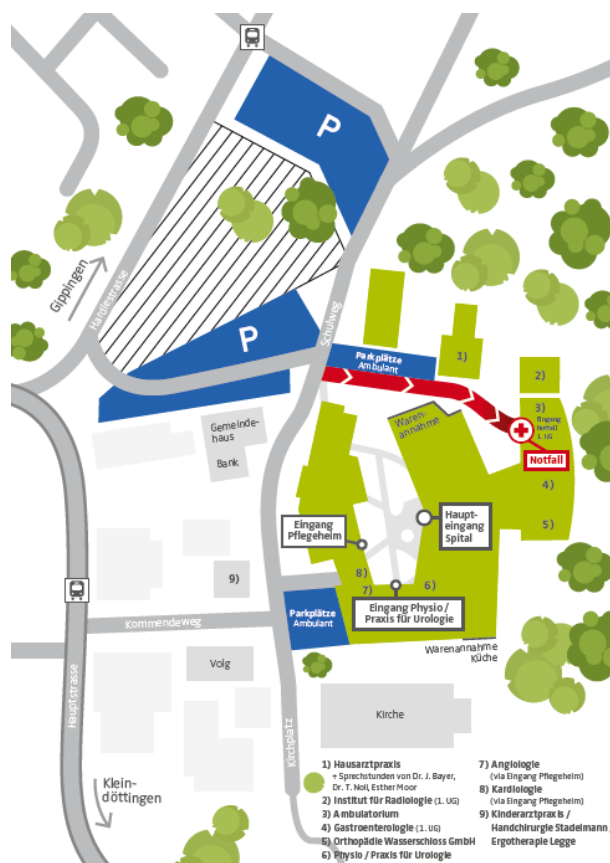 P
Gippingen
Hardlestrasse
P
Schulweg
Parkplätze
Ambulant
1)
2)
3)
Eingang
Notfall
1. UG
Waren-
annahme
Notfall
Gemeinde-
haus
Bank
4)
Haupt-
eingang
Spital
5)
Eingang
Pflegeheim
8)
9)
7)
6)
Eingang Physio /
Praxis für Urologie
Parkplätze
Ambulant
Kommendeweg
Warenannahme
Küche
Volg
Hauptstrasse
Kirchplatz
Kirche
Klein-
döttingen
1) Hausarztpraxis
+ Sprechstunden von Dr. J. Bayer,
Dr. T. Noll, Esther Moor
2) Institut für Radiologie (1. UG)
3) Ambulatorium
4) Gastroenterologie (1. UG)
5) Orthopädie Wasserschloss GmbH
6) Physio / Praxis für Urologie
7) Angiologie
(via Eingang Pflegeheim)
8) Kardiologie
(via Eingang Pflegeheim)
9) Kinderarztpraxis /
Handchirurgie Stadelmann /
Ergotherapie Legge